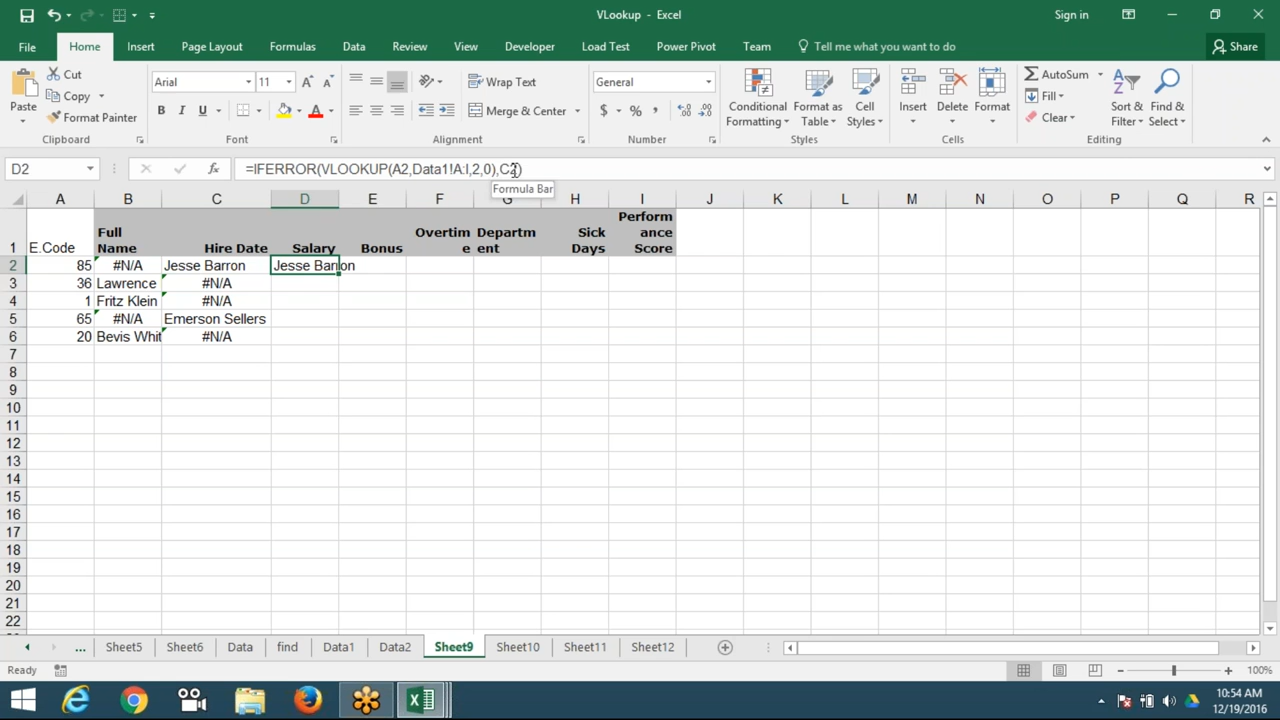 VLookup - Excel
Sign in
File Home Insert Page Layout Formulas Data Review View Developer Load Test Power Pivot Team Tell me what you want to do Share
Paste
Cut
Copy
Format Painter
Clipboard
Arial 11
B I U
Font
Wrap Text
Merge & Center
Alignment
General
$ % ,
Number
Conditional Formatting
Format as Table
Cell Styles
Styles
Insert
Delete
Format
Cells
AutoSum
Fill
Clear
Sort & Filter
Find & Select
Editing
D2 fx =IFERROR(VLOOKUP(A2,Data1!A:I,2,0),C2)
Formula Bar
A B C D E F G H I J K L M N O P Q R
1 E.Code Full Name Hire Date Salary Bonus Overtime Department Sick Days Performance Score
2 85 #N/A Jesse Barron Jesse Barron
3 36 Lawrence #N/A
4 1 Fritz Klein #N/A
5 65 #N/A Emerson Sellers
6 20 Bevis Whit #N/A
7
8
9
10
11
12
13
14
15
16
17
18
19
20
21
22
... Sheet5 Sheet6 Data find Data1 Data2 Sheet9 Sheet10 Sheet11 Sheet12
Ready 100%
10:54 AM
12/19/2016